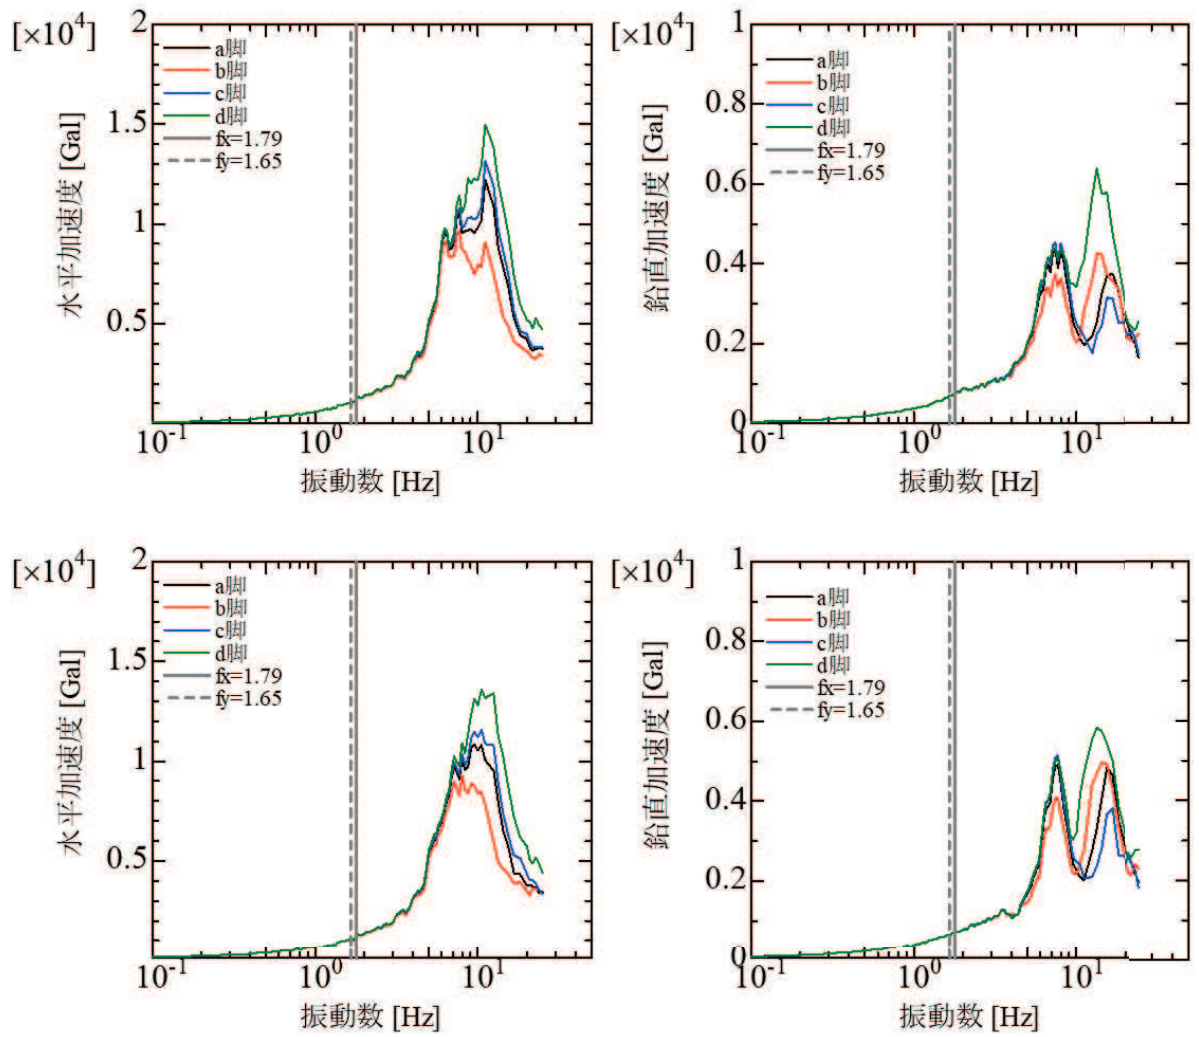 [×10⁴]
2
1.5
1
0.5
水平加速度 [Gal]
a脚
b脚
c脚
d脚
fx=1.79
fy=1.65
10⁻¹
10⁰
10¹
振動数 [Hz]
[×10⁴]
1
0.8
0.6
0.4
0.2
0
鉛直加速度 [Gal]
a脚
b脚
c脚
d脚
fx=1.79
fy=1.65
10⁻¹
10⁰
10¹
振動数 [Hz]
[×10⁴]
2
1.5
1
0.5
水平加速度 [Gal]
a脚
b脚
c脚
d脚
fx=1.79
fy=1.65
10⁻¹
10⁰
10¹
振動数 [Hz]
[×10⁴]
1
0.8
0.6
0.4
0.2
0
鉛直加速度 [Gal]
a脚
b脚
c脚
d脚
fx=1.79
fy=1.65
10⁻¹
10⁰
10¹
振動数 [Hz]